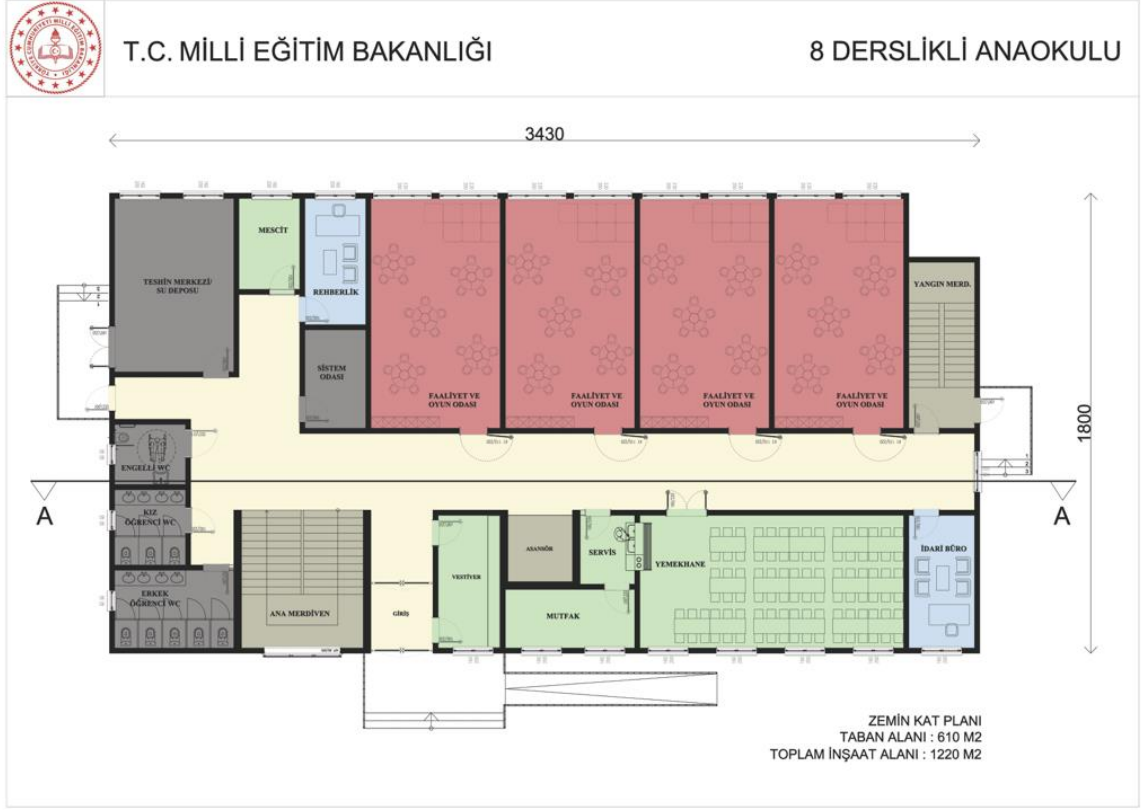 T.C. MİLLİ EĞİTİM BAKANLIĞI
8 DERSLİKLİ ANAOKULU
3430
MESCİT
TESHİN MERKEZİ/
SU DEPOSU
REHBERLİK
YANGIN MERD.
SİSTEM
ODASI
FAALİYET VE
OYUN ODASI
FAALİYET VE
OYUN ODASI
FAALİYET VE
OYUN ODASI
FAALİYET VE
OYUN ODASI
1800
ENGELLİ WC
A
A
KIZ
ÖĞRENCİ WC
ASANSÖR
SERVİS
YEMEKHANE
İDARİ BÜRO
VESTİYER
ERKEK
ÖĞRENCİ WC
ANA MERDİVEN
GİRİŞ
MUTFAK
ZEMİN KAT PLANI
TABAN ALANI : 610 M2
TOPLAM İNŞAAT ALANI : 1220 M2